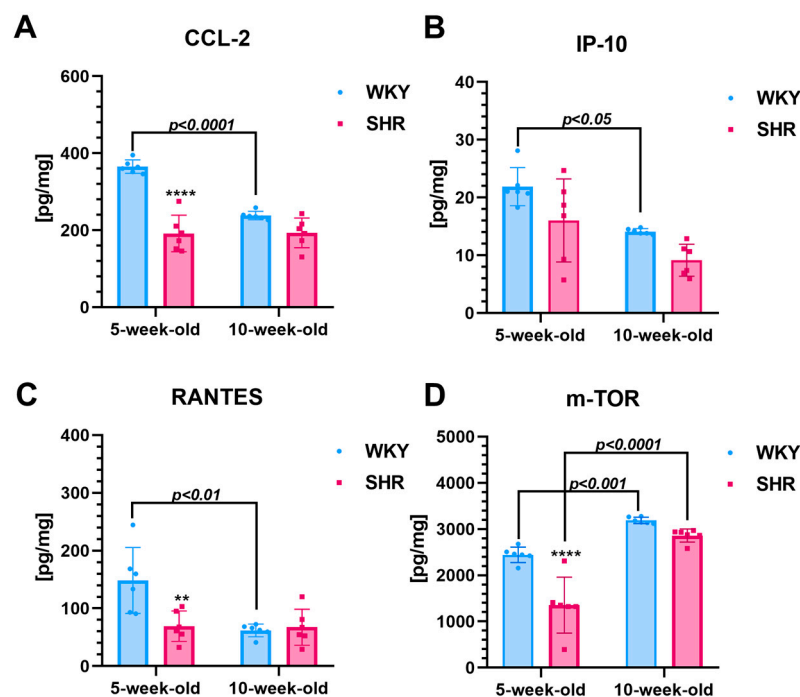 A
CCL-2
[pg/mg]
600
400
200
0
p<0.0001
****
WKY
SHR
5-week-old
10-week-old
B
IP-10
[pg/mg]
40
30
20
10
0
p<0.05
WKY
SHR
5-week-old
10-week-old
C
RANTES
[pg/mg]
400
300
200
100
0
p<0.01
**
WKY
SHR
5-week-old
10-week-old
D
m-TOR
[pg/mg]
5000
4000
3000
2000
1000
0
p<0.0001
p<0.001
****
WKY
SHR
5-week-old
10-week-old